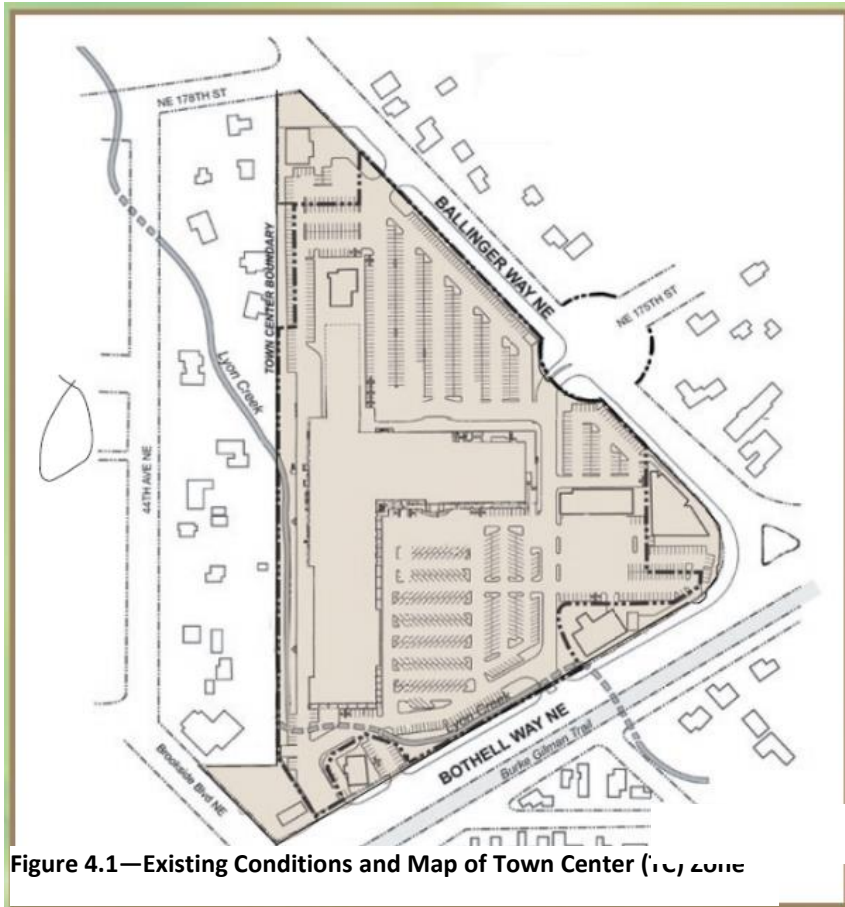 NE 178TH ST
BALLINGER WAY NE
NE 175TH ST
TOWN CENTER BOUNDARY
Lyon Creek
44TH AVE NE
Lyon Creek
BOTHELL WAY NE
Burke Gilman Trail
Brookside Blvd NE
Figure 4.1—Existing Conditions and Map of Town Center (TC) Zone